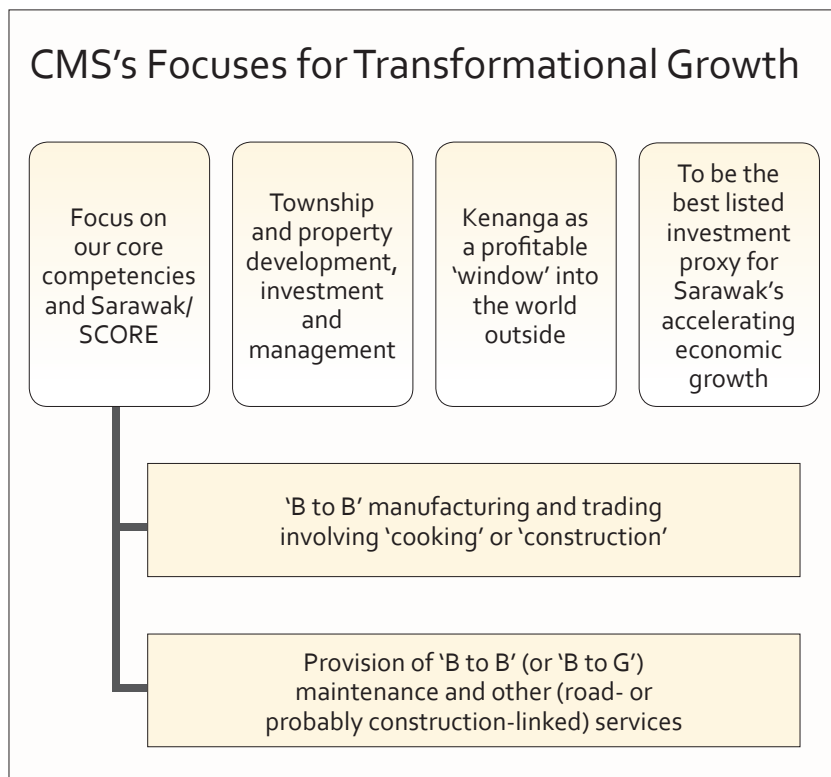 CMS’s Focuses for Transformational Growth
Focus on
our core
competencies
and Sarawak/
SCORE
Township
and property
development,
investment
and
management
Kenanga as
a profitable
‘window’ into
the world
outside
To be the
best listed
investment
proxy for
Sarawak’s
accelerating
economic
growth
‘B to B’ manufacturing and trading
involving ‘cooking’ or ‘construction’
Provision of ‘B to B’ (or ‘B to G’)
maintenance and other (road- or
probably construction-linked) services